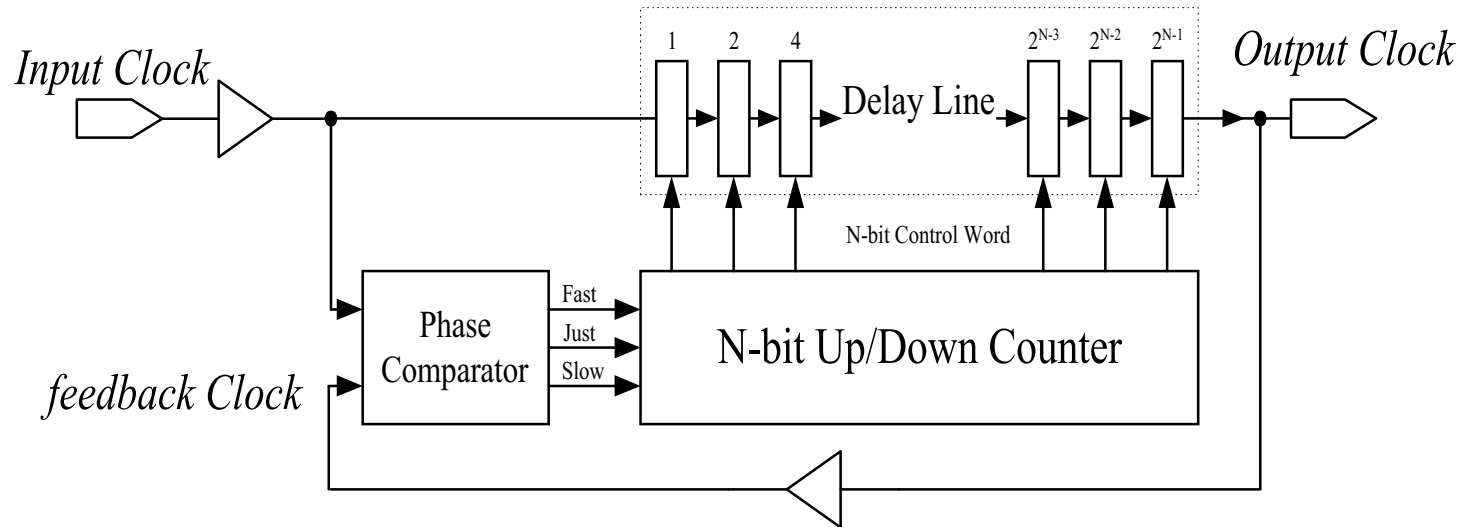 Input Clock
1 2 4 2^{N-3} 2^{N-2} 2^{N-1}
Output Clock
Delay Line
N-bit Control Word
Phase
Comparator
Fast
Just
Slow
N-bit Up/Down Counter
feedback Clock